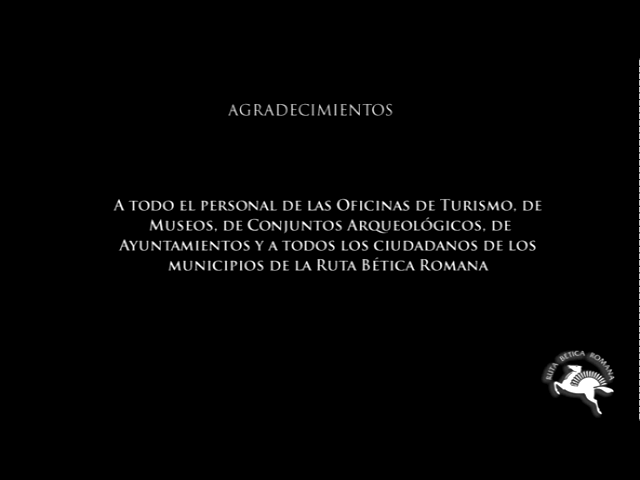 AGRADECIMIENTOS
A TODO EL PERSONAL DE LAS OFICINAS DE TURISMO, DE
MUSEOS, DE CONJUNTOS ARQUEOLÓGICOS, DE
AYUNTAMIENTOS Y A TODOS LOS CIUDADANOS DE LOS
MUNICIPIOS DE LA RUTA BÉTICA ROMANA
RUTA BÉTICA ROMANA